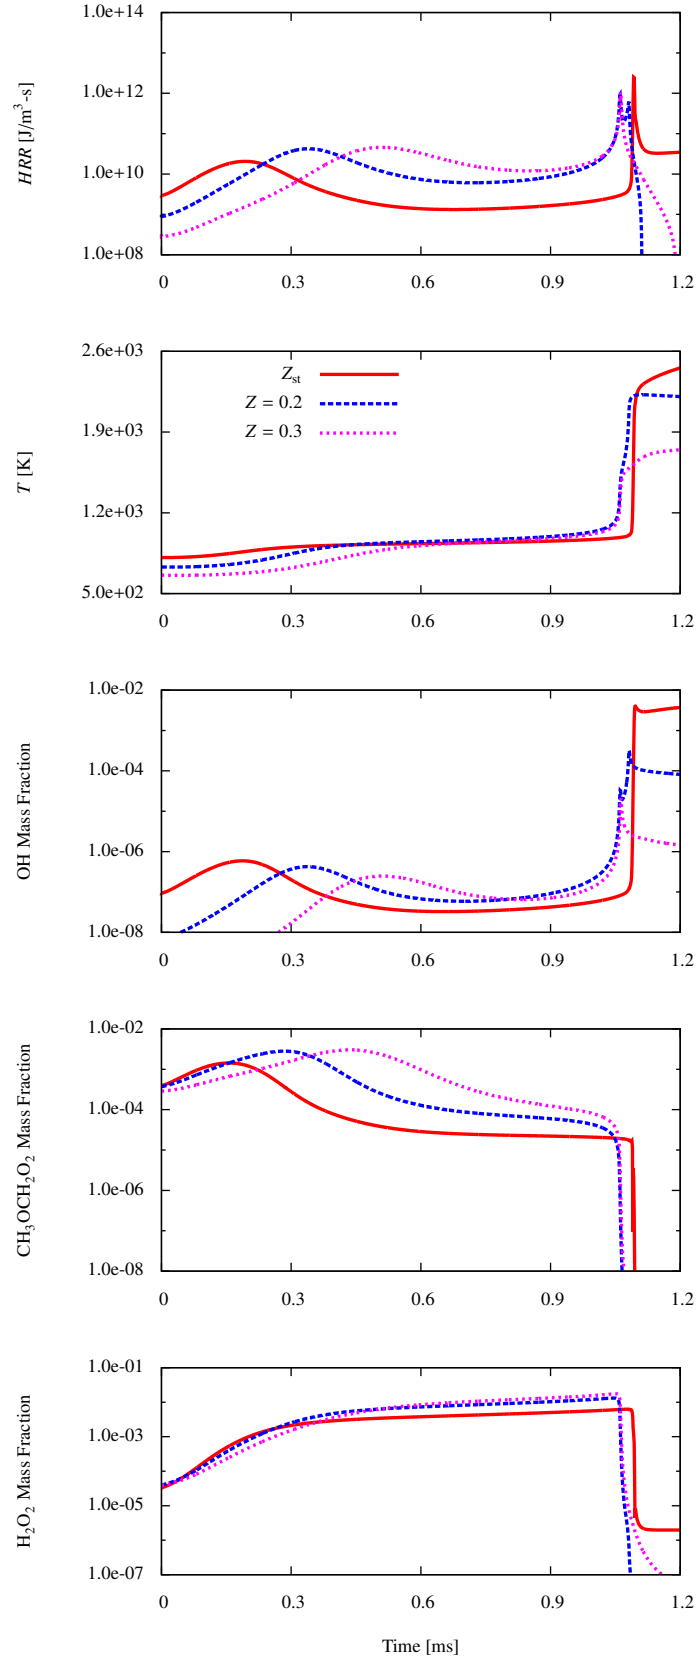 HRR [J/m³-s]
1.0e+14
1.0e+12
1.0e+10
1.0e+08
0 0.3 0.6 0.9 1.2
T [K]
2.6e+03
1.9e+03
1.2e+03
5.0e+02
Zst
Z = 0.2
Z = 0.3
0 0.3 0.6 0.9 1.2
OH Mass Fraction
1.0e-02
1.0e-04
1.0e-06
1.0e-08
0 0.3 0.6 0.9 1.2
CH₃OCH₂O₂ Mass Fraction
1.0e-02
1.0e-04
1.0e-06
1.0e-08
0 0.3 0.6 0.9 1.2
H₂O₂ Mass Fraction
1.0e-01
1.0e-03
1.0e-05
1.0e-07
0 0.3 0.6 0.9 1.2
Time [ms]